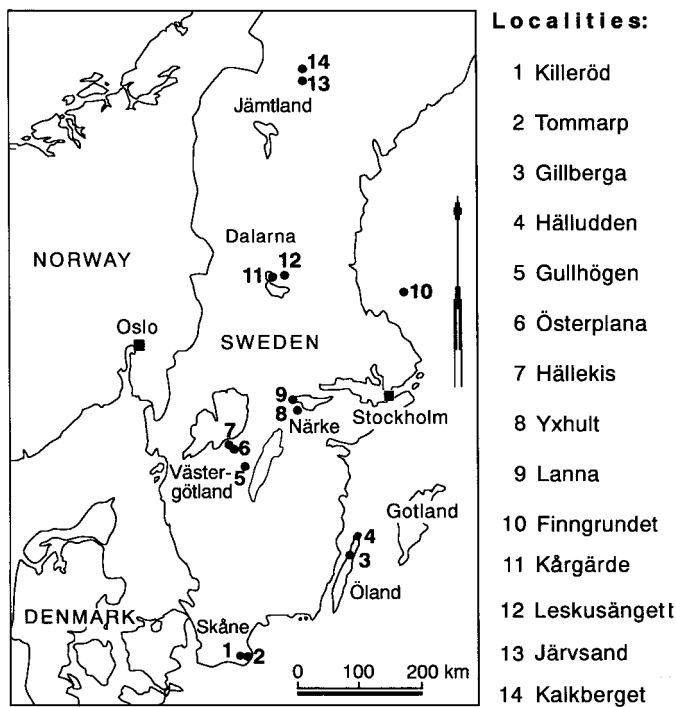 Localities:
1 Killeröd
2 Tommarp
3 Gillberga
4 Hälludden
5 Gullhögen
6 Österplana
7 Hällekis
8 Yxhult
9 Lanna
10 Finngrundet
11 Kårgärde
12 Leskusängett
13 Järvsand
14 Kalkberget
14
13
Jämtland
Dalarna
12
11
NORWAY
10
Oslo
SWEDEN
9
8
Stockholm
Närke
7
6
Väster-
götland
5
Gotland
4
3
Öland
DENMARK
Skåne
1 2
0 100 200 km